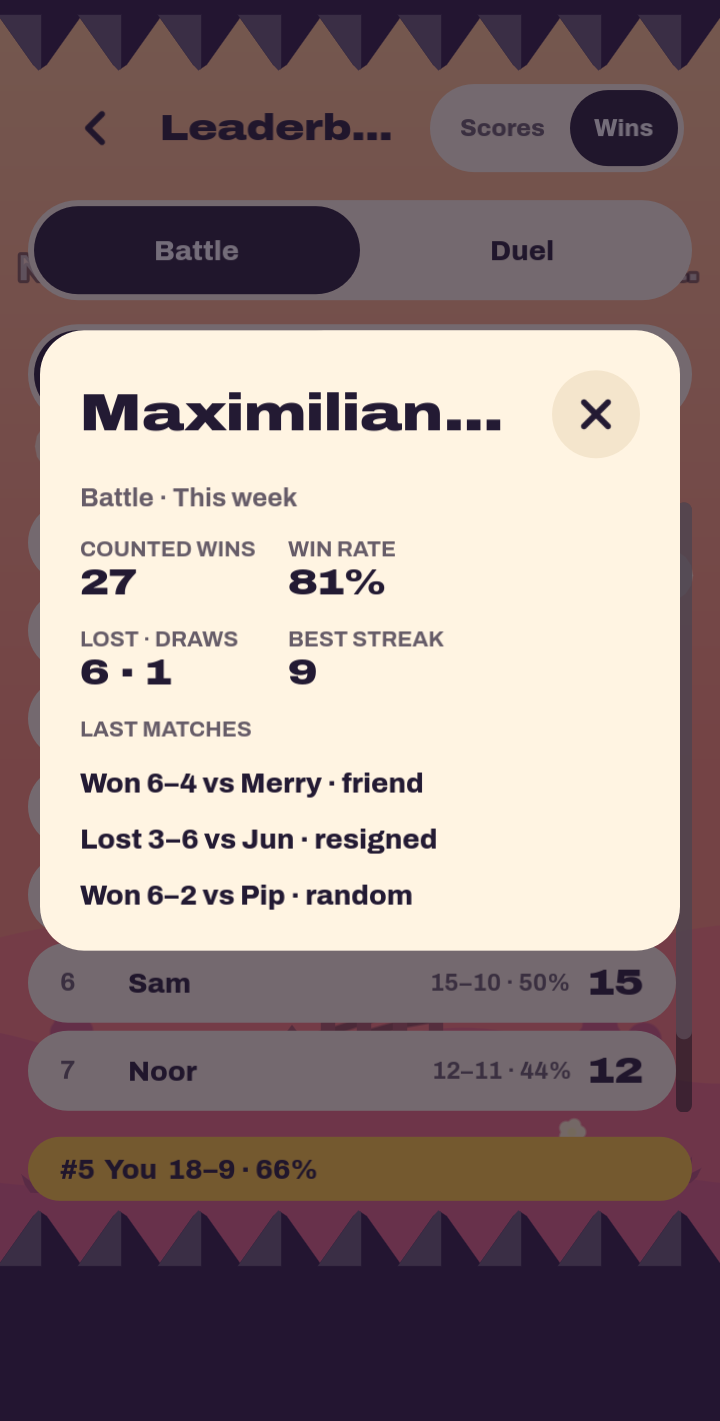 Leaderb...
Scores
Wins
Battle
Duel
Maximilian...
Battle · This week
COUNTED WINS
WIN RATE
27
81%
LOST · DRAWS
BEST STREAK
6 · 1
9
LAST MATCHES
Won 6–4 vs Merry · friend
Lost 3–6 vs Jun · resigned
Won 6–2 vs Pip · random
6 Sam 15–10 · 50% 15
7 Noor 12–11 · 44% 12
#5 You 18–9 · 66%